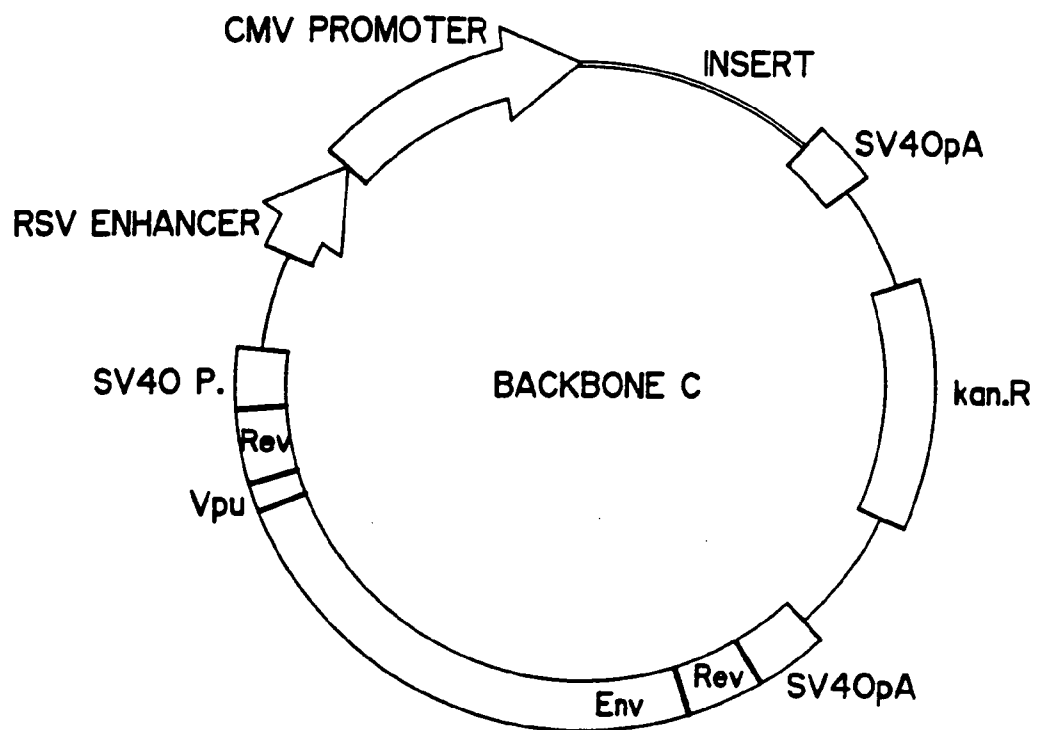 CMV PROMOTER
INSERT
SV40pA
RSV ENHANCER
SV40 P.
BACKBONE C
kan.R
Rev
Vpu
Env
Rev
SV40pA